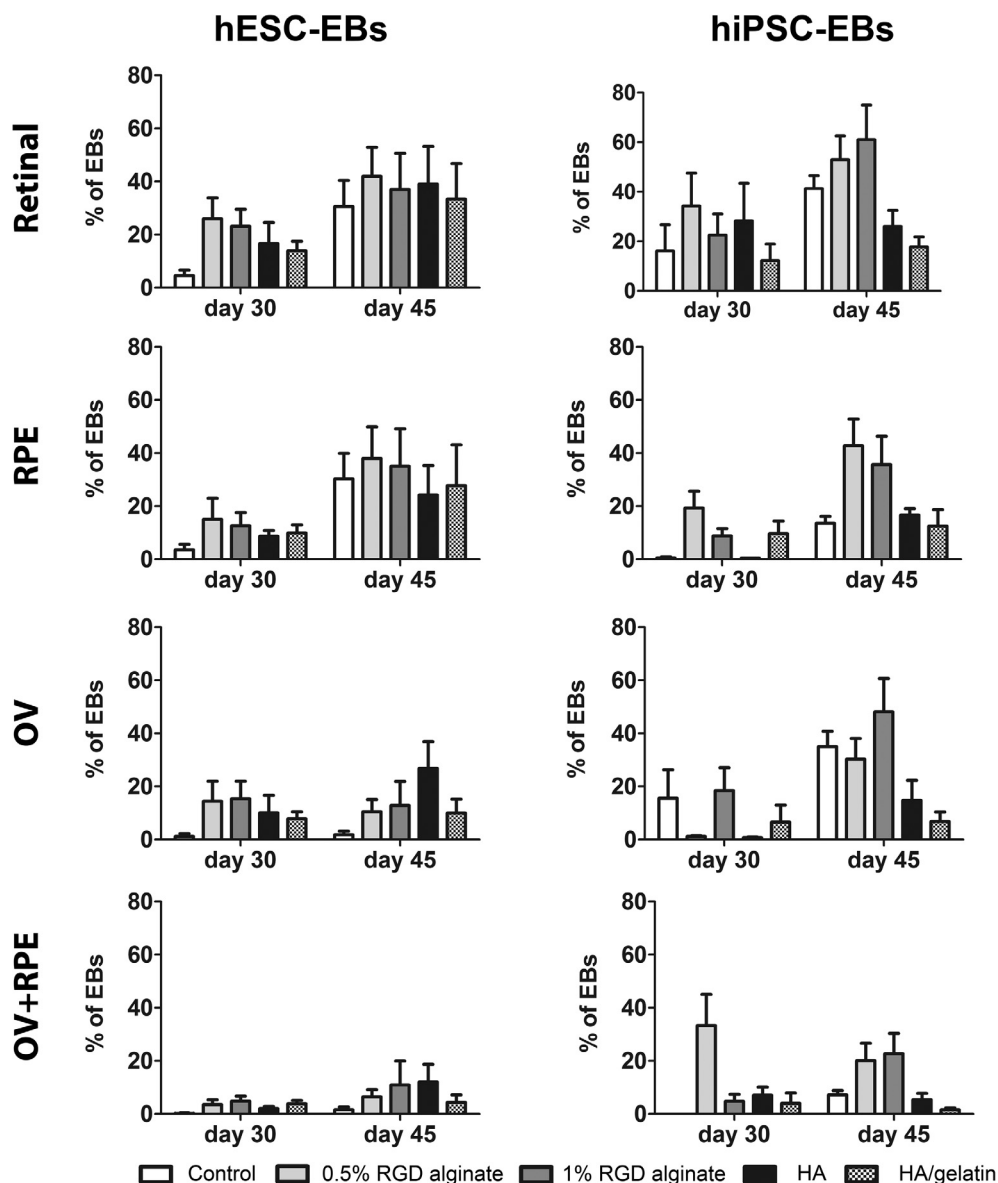 hESC-EBs hiPSC-EBs
Retinal
% of EBs
80
60
40
20
0
day 30 day 45
% of EBs
80
60
40
20
0
day 30 day 45
RPE
% of EBs
80
60
40
20
0
day 30 day 45
% of EBs
80
60
40
20
0
day 30 day 45
OV
% of EBs
80
60
40
20
0
day 30 day 45
% of EBs
80
60
40
20
0
day 30 day 45
OV+RPE
% of EBs
80
60
40
20
0
day 30 day 45
% of EBs
80
60
40
20
0
day 30 day 45
Control 0.5% RGD alginate 1% RGD alginate HA HA/gelatin